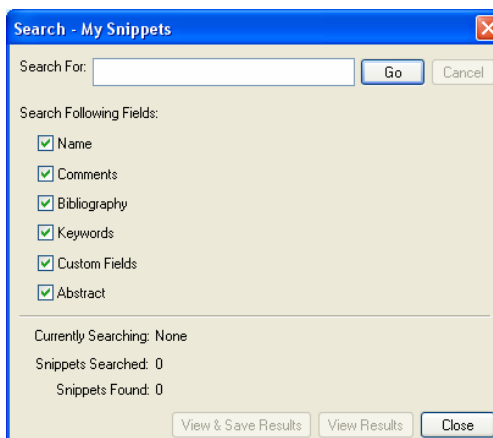 Search - My Snippets
Search For: Go Cancel
Search Following Fields:
Name
Comments
Bibliography
Keywords
Custom Fields
Abstract
Currently Searching: None
Snippets Searched: 0
Snippets Found: 0
View & Save Results View Results Close